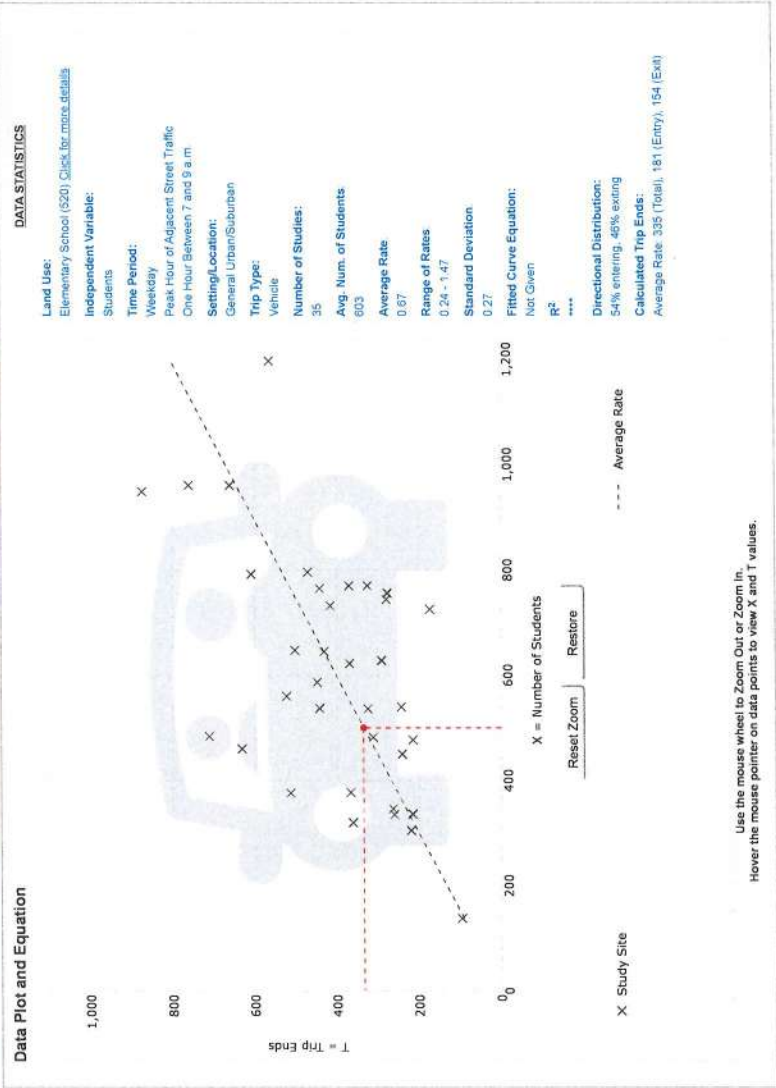 Data Plot and Equation
DATA STATISTICS
Land Use:
Elementary School (520) Click for more details
Independent Variable:
Students
Time Period:
Weekday
Peak Hour of Adjacent Street Traffic
One Hour Between 7 and 9 a.m
Setting/Location:
General Urban/Suburban
Trip Type:
Vehicle
Number of Studies:
35
Avg. Num. of Students
603
Average Rate
0.67
Range of Rates
0.24 - 1.47
Standard Deviation
0.27
Fitted Curve Equation:
Not Given
R²
****
Directional Distribution:
54% entering, 46% exiting
Calculated Trip Ends:
Average Rate: 335 (Total), 181 (Entry), 154 (Exit)
T = Trip Ends
1,000
800
600
400
200
0
0
200
400
600
800
1,000
1,200
X = Number of Students
Reset Zoom
Restore
X Study Site
--- Average Rate
Use the mouse wheel to Zoom Out or Zoom In.
Hover the mouse pointer on data points to view X and T values.